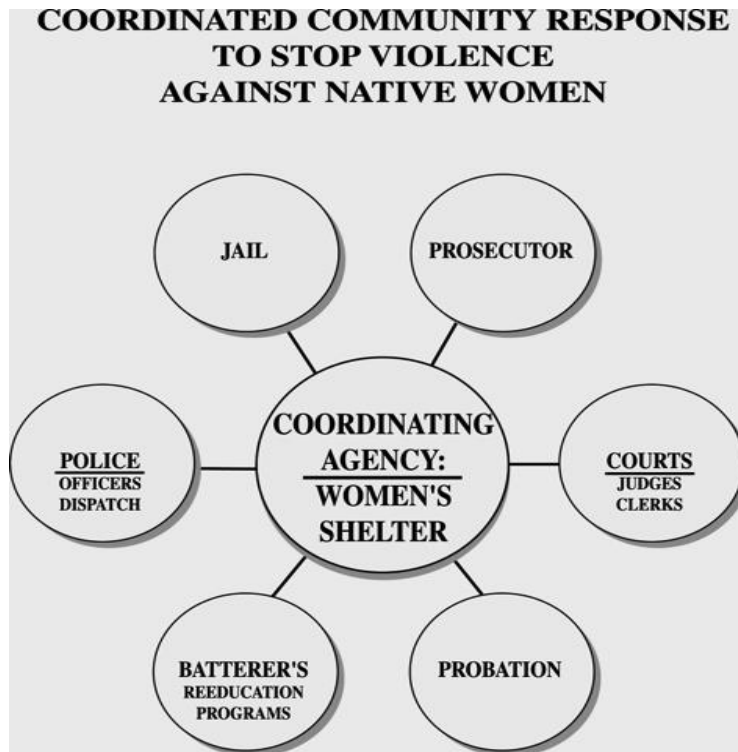 COORDINATED COMMUNITY RESPONSE
TO STOP VIOLENCE
AGAINST NATIVE WOMEN
JAIL
PROSECUTOR
COORDINATING
AGENCY:
WOMEN'S
SHELTER
POLICE
OFFICERS
DISPATCH
COURTS
JUDGES
CLERKS
BATTERER'S
REEDUCATION
PROGRAMS
PROBATION